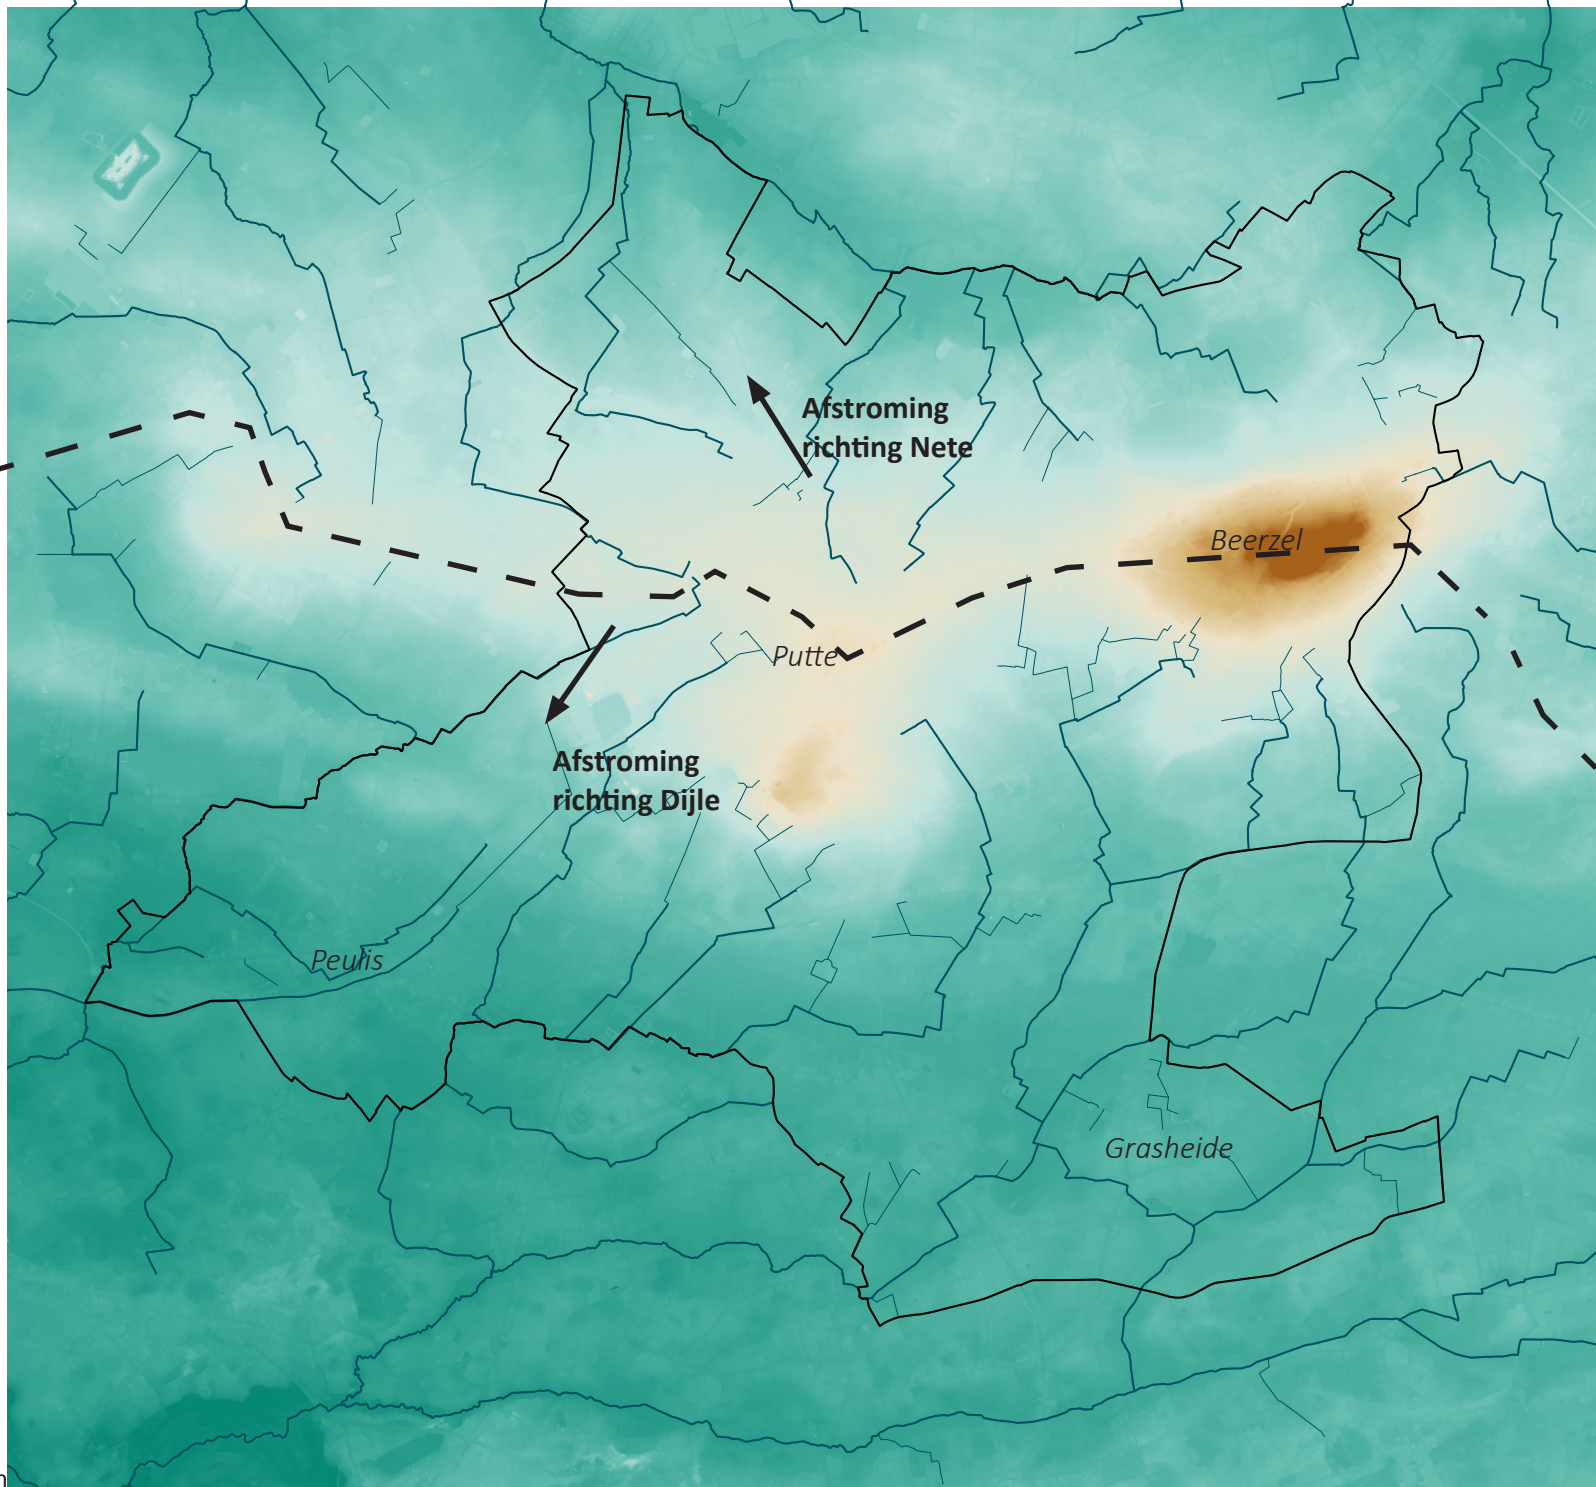 Afstroming
richting Nete
Beerzel
Putte
Afstroming
richting Dijle
Peulis
Grasheide